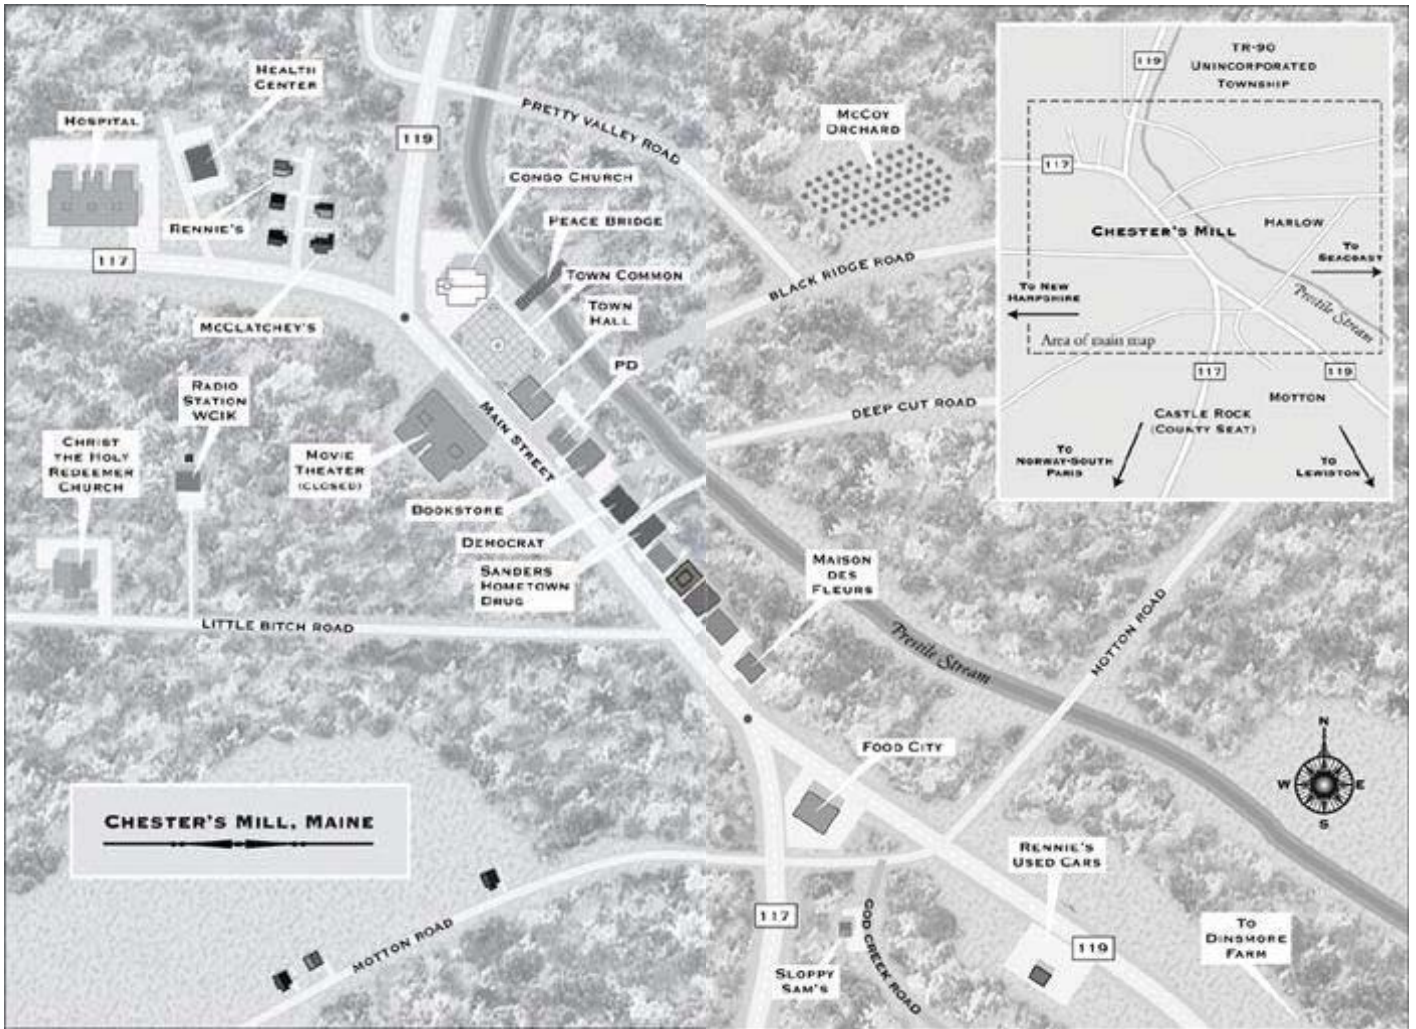 HEALTH
CENTER
HOSPITAL
119
PRETTY VALLEY ROAD
MCCOY
ORCHARD
CONGO CHURCH
RENNIE'S
PEACE BRIDGE
117
TOWN COMMON
BLACK RIDGE ROAD
MCCLATCHEY'S
TOWN
HALL
PD
RADIO
STATION
WCIK
MAIN STREET
DEEP CUT ROAD
CHRIST
THE HOLY
REDEEMER
CHURCH
MOVIE
THEATER
(CLOSED)
BOOKSTORE
DEMOCRAT
SANDERS
HOMETOWN
DRUG
MAISON
DES
FLEURS
LITTLE BITCH ROAD
Prestile Stream
MOTTON ROAD
FOOD CITY
CHESTER'S MILL, MAINE
RENNIE'S
USED CARS
MOTTON ROAD
117
GOD CREEK ROAD
SLOPPY
SAM'S
119
TO
DINSMORE
FARM
N
W
E
S
119
TR-90
UNINCORPORATED
TOWNSHIP
117
CHESTER'S MILL
HARLOW
TO
SEACOAST
TO NEW
HARPSHIRE
Prestile Stream
Area of main map
117
119
MOTTON
CASTLE ROCK
(COUNTY SEAT)
TO
NORWAY-SOUTH
PARIS
TO
LEWISTON